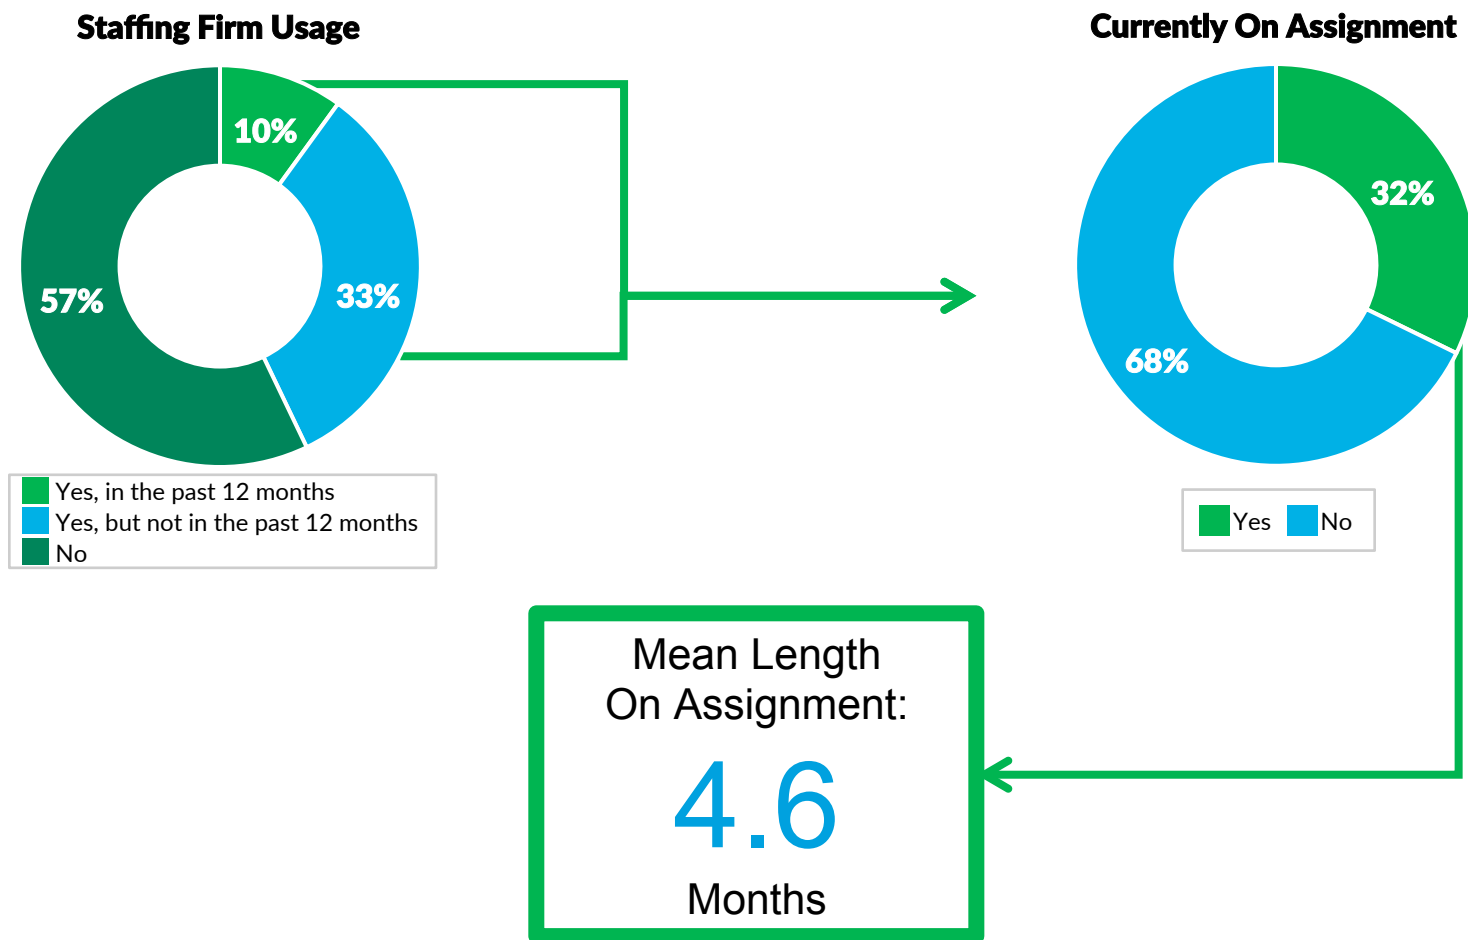 Staffing Firm Usage
10%
33%
57%
Yes, in the past 12 months
Yes, but not in the past 12 months
No
Currently On Assignment
32%
68%
Yes No
Mean Length
On Assignment:
4.6
Months